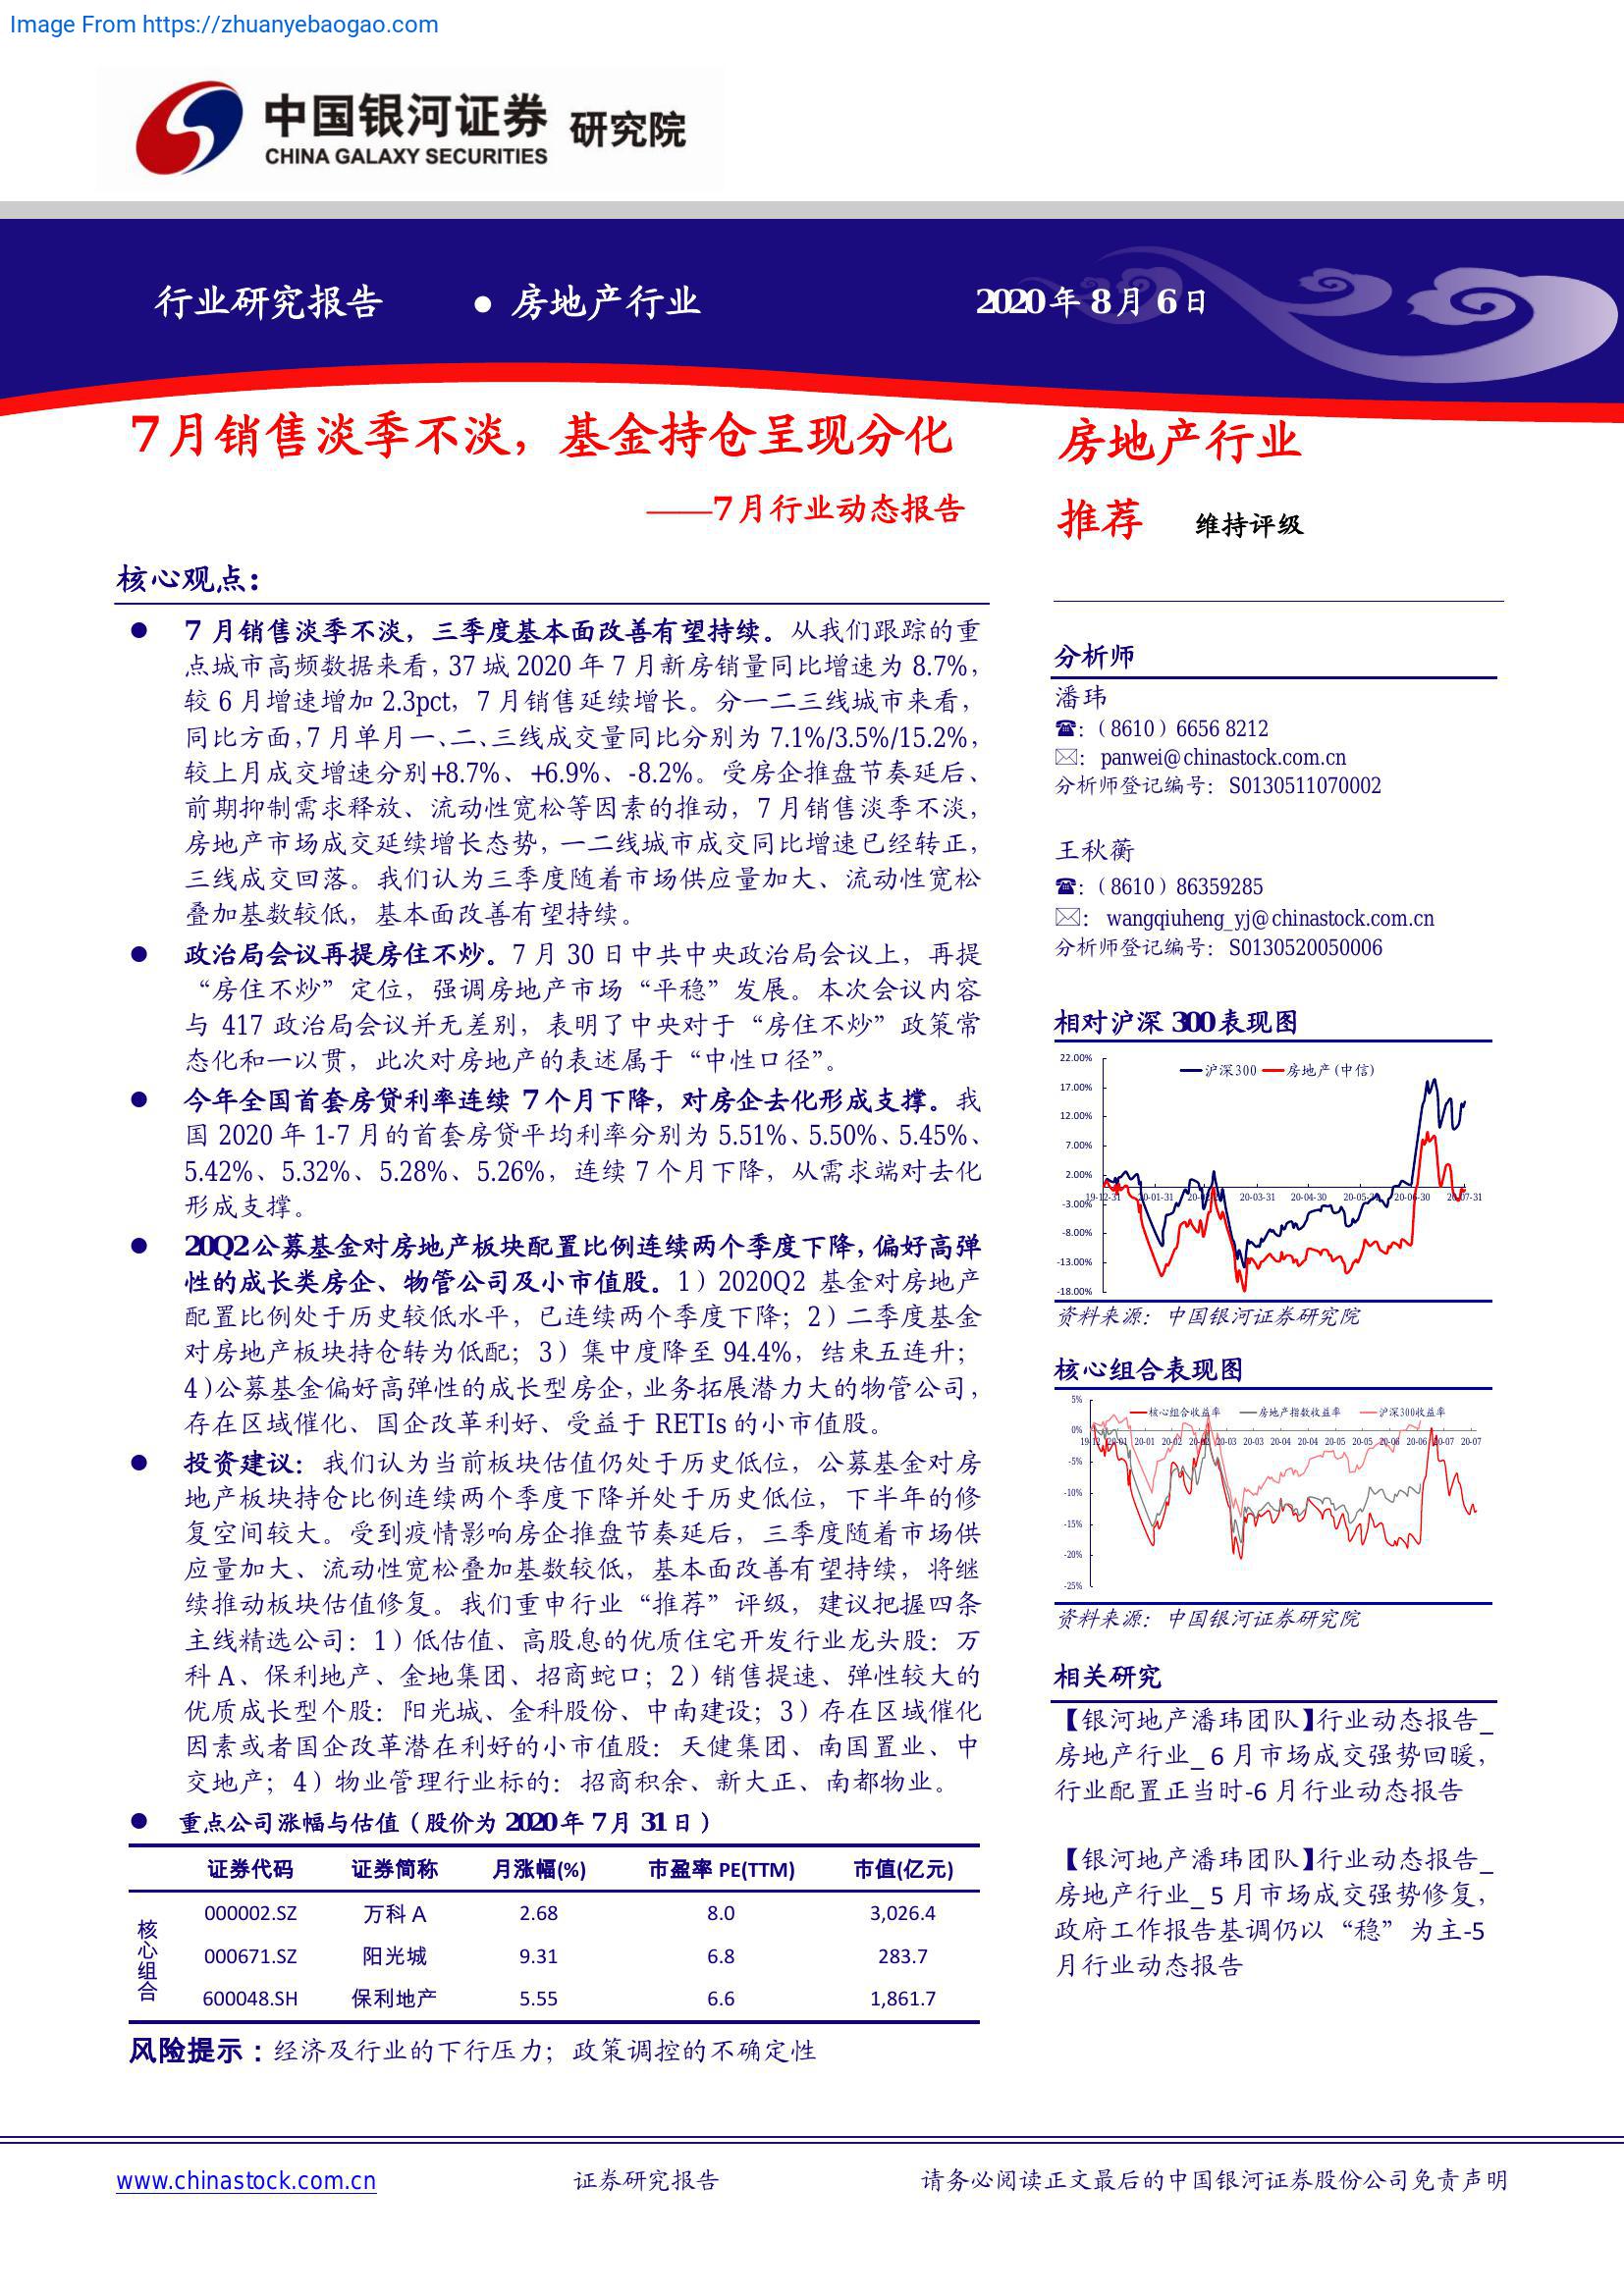 Image From https://zhuanyebaogao.com
中国银河证券 研究院
CHINA GALAXY SECURITIES
行业研究报告 ● 房地产行业 2020年8月6日
7月销售淡季不淡，基金持仓呈现分化
——7月行业动态报告
核心观点：
● 7 月销售淡季不淡，三季度基本面改善有望持续。从我们跟踪的重
点城市高频数据来看，37 城 2020 年 7 月新房销量同比增速为 8.7%，
较 6 月增速增加 2.3pct，7 月销售延续增长。分一二三线城市来看，
同比方面，7 月单月一、二、三线成交量同比分别为 7.1%/3.5%/15.2%，
较上月成交增速分别+8.7%、+6.9%、-8.2%。受房企推盘节奏延后、
前期抑制需求释放、流动性宽松等因素的推动，7 月销售淡季不淡，
房地产市场成交延续增长态势，一二线城市成交同比增速已经转正，
三线成交回落。我们认为三季度随着市场供应量加大、流动性宽松
叠加基数较低，基本面改善有望持续。
● 政治局会议再提房住不炒。7 月 30 日中共中央政治局会议上，再提
“房住不炒”定位，强调房地产市场“平稳”发展。本次会议内容
与 417 政治局会议并无差别，表明了中央对于“房住不炒”政策常
态化和一以贯，此次对房地产的表述属于“中性口径”。
● 今年全国首套房贷利率连续 7 个月下降，对房企去化形成支撑。我
国 2020 年 1-7 月的首套房贷平均利率分别为 5.51%、5.50%、5.45%、
5.42%、5.32%、5.28%、5.26%，连续 7 个月下降，从需求端对去化
形成支撑。
● 20Q2公募基金对房地产板块配置比例连续两个季度下降，偏好高弹
性的成长类房企、物管公司及小市值股。1）2020Q2 基金对房地产
配置比例处于历史较低水平，已连续两个季度下降；2）二季度基金
对房地产板块持仓转为低配；3）集中度降至 94.4%，结束五连升；
4)公募基金偏好高弹性的成长型房企，业务拓展潜力大的物管公司，
存在区域催化、国企改革利好、受益于 RETIs 的小市值股。
● 投资建议：我们认为当前板块估值仍处于历史低位，公募基金对房
地产板块持仓比例连续两个季度下降并处于历史低位，下半年的修
复空间较大。受到疫情影响房企推盘节奏延后，三季度随着市场供
应量加大、流动性宽松叠加基数较低，基本面改善有望持续，将继
续推动板块估值修复。我们重申行业“推荐”评级，建议把握四条
主线精选公司：1）低估值、高股息的优质住宅开发行业龙头股：万
科 A、保利地产、金地集团、招商蛇口；2）销售提速、弹性较大的
优质成长型个股：阳光城、金科股份、中南建设；3）存在区域催化
因素或者国企改革潜在利好的小市值股：天健集团、南国置业、中
交地产；4）物业管理行业标的：招商积余、新大正、南都物业。
● 重点公司涨幅与估值（股价为 2020年 7月 31日）
证券代码 证券简称 月涨幅(%) 市盈率 PE(TTM) 市值(亿元)
核心组合
000002.SZ 万科 A 2.68 8.0 3,026.4
000671.SZ 阳光城 9.31 6.8 283.7
600048.SH 保利地产 5.55 6.6 1,861.7
风险提示：经济及行业的下行压力；政策调控的不确定性
房地产行业
推荐 维持评级
分析师
潘玮
☎:（8610）6656 8212
✉: panwei@chinastock.com.cn
分析师登记编号：S0130511070002
王秋蘅
☎:（8610）86359285
✉: wangqiuheng_yj@chinastock.com.cn
分析师登记编号：S0130520050006
相对沪深 300表现图
沪深300 房地产(中信)
22.00%
17.00%
12.00%
7.00%
2.00%
-3.00%
-8.00%
-13.00%
-18.00%
19-12-31 20-01-31 20-03-31 20-04-30 20-06-30 20-07-31
资料来源：中国银河证券研究院
核心组合表现图
核心组合收益率 房地产指数收益率 沪深300收益率
5%
0%
-5%
-10%
-15%
-20%
-25%
20-01 20-01 20-02 20-03 20-03 20-04 20-04 20-05 20-05 20-06 20-06 20-07 20-07
资料来源：中国银河证券研究院
相关研究
【银河地产潘玮团队】行业动态报告_
房地产行业_6 月市场成交强势回暖，
行业配置正当时-6 月行业动态报告
【银河地产潘玮团队】行业动态报告_
房地产行业_5 月市场成交强势修复，
政府工作报告基调仍以“稳”为主-5
月行业动态报告
www.chinastock.com.cn 证券研究报告 请务必阅读正文最后的中国银河证券股份公司免责声明